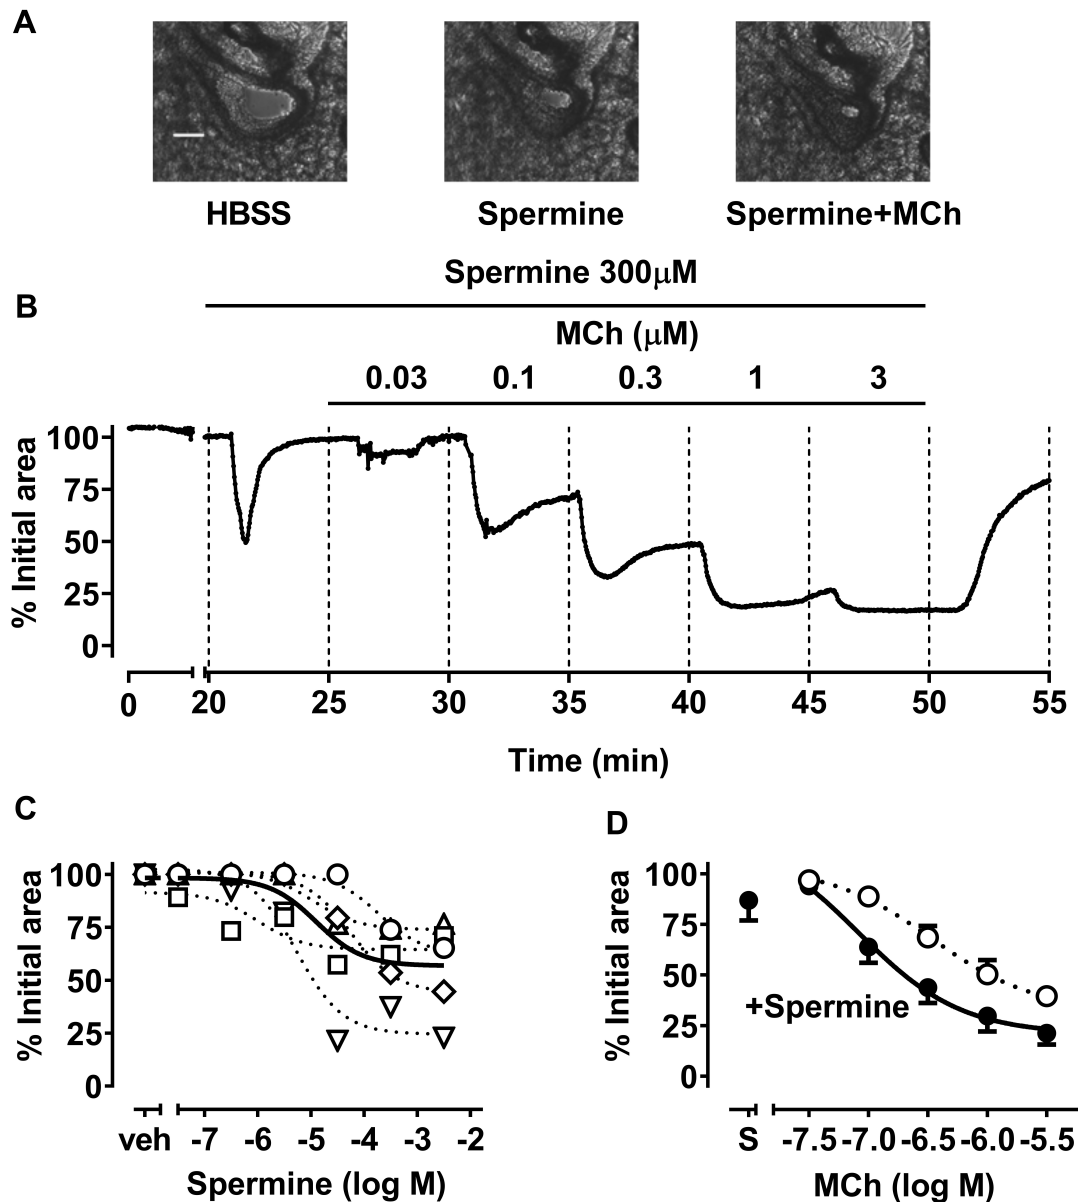 A
HBSS
Spermine
Spermine+MCh
Spermine 300μM
B
MCh (μM)
0.03 0.1 0.3 1 3
% Initial area
100
75
50
25
0
0 20 25 30 35 40 45 50 55
Time (min)
C
% Initial area
100
75
50
25
0
veh -7 -6 -5 -4 -3 -2
Spermine (log M)
D
% Initial area
100
75
50
25
0
+Spermine
S -7.5 -7.0 -6.5 -6.0 -5.5
MCh (log M)